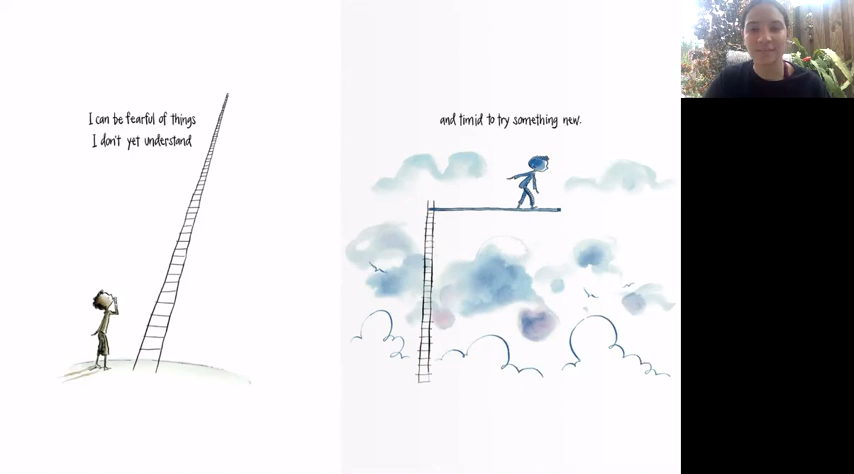 I can be fearful of things
I don't yet understand
and timid to try something new.